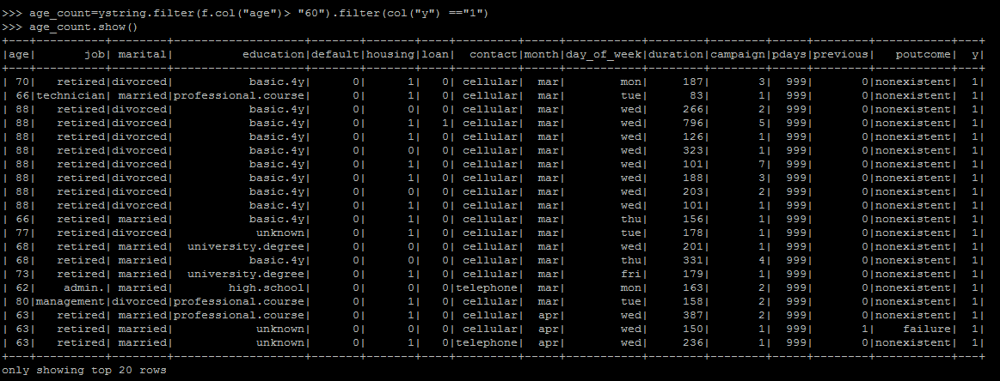 >>> age_count=ystring.filter(f.col("age")> "60").filter(col("y") =="1")
>>> age_count.show()
+---+----------+--------+-------------------+-------+-------+----+---------+-----+-----------+--------+--------+-----+--------+-----------+---+
|age|       job| marital|          education|default|housing|loan|  contact|month|day_of_week|duration|campaign|pdays|previous|   poutcome|  y|
+---+----------+--------+-------------------+-------+-------+----+---------+-----+-----------+--------+--------+-----+--------+-----------+---+
| 70|   retired|divorced|           basic.4y|      0|      1|   0| cellular|  mar|        mon|     187|       3|  999|       0|nonexistent|  1|
| 66|technician| married|professional.course|      0|      1|   0| cellular|  mar|        tue|      83|       1|  999|       0|nonexistent|  1|
| 88|   retired|divorced|           basic.4y|      0|      0|   0| cellular|  mar|        wed|     266|       2|  999|       0|nonexistent|  1|
| 88|   retired|divorced|           basic.4y|      0|      1|   1| cellular|  mar|        wed|     796|       5|  999|       0|nonexistent|  1|
| 88|   retired|divorced|           basic.4y|      0|      1|   0| cellular|  mar|        wed|     126|       1|  999|       0|nonexistent|  1|
| 88|   retired|divorced|           basic.4y|      0|      0|   0| cellular|  mar|        wed|     323|       1|  999|       0|nonexistent|  1|
| 88|   retired|divorced|           basic.4y|      0|      1|   0| cellular|  mar|        wed|     101|       7|  999|       0|nonexistent|  1|
| 88|   retired|divorced|           basic.4y|      0|      1|   0| cellular|  mar|        wed|     188|       3|  999|       0|nonexistent|  1|
| 88|   retired|divorced|           basic.4y|      0|      0|   0| cellular|  mar|        wed|     203|       2|  999|       0|nonexistent|  1|
| 88|   retired|divorced|           basic.4y|      0|      1|   0| cellular|  mar|        wed|     101|       1|  999|       0|nonexistent|  1|
| 66|   retired| married|           basic.4y|      0|      1|   0| cellular|  mar|        thu|     156|       1|  999|       0|nonexistent|  1|
| 77|   retired|divorced|            unknown|      0|      1|   0| cellular|  mar|        tue|     178|       1|  999|       0|nonexistent|  1|
| 68|   retired| married|  university.degree|      0|      0|   0| cellular|  mar|        wed|     201|       1|  999|       0|nonexistent|  1|
| 68|   retired| married|           basic.4y|      0|      0|   0| cellular|  mar|        thu|     331|       4|  999|       0|nonexistent|  1|
| 73|   retired| married|  university.degree|      0|      1|   0| cellular|  mar|        fri|     179|       1|  999|       0|nonexistent|  1|
| 62|    admin.| married|        high.school|      0|      0|   0|telephone|  mar|        mon|     163|       2|  999|       0|nonexistent|  1|
| 80|management|divorced|professional.course|      0|      1|   0| cellular|  mar|        tue|     158|       2|  999|       0|nonexistent|  1|
| 63|   retired| married|professional.course|      0|      1|   0| cellular|  apr|        wed|     387|       2|  999|       0|nonexistent|  1|
| 63|   retired| married|            unknown|      0|      0|   0| cellular|  apr|        wed|     150|       1|  999|       1|    failure|  1|
| 63|   retired| married|            unknown|      0|      1|   0|telephone|  apr|        wed|     236|       1|  999|       0|nonexistent|  1|
+---+----------+--------+-------------------+-------+-------+----+---------+-----+-----------+--------+--------+-----+--------+-----------+---+
only showing top 20 rows